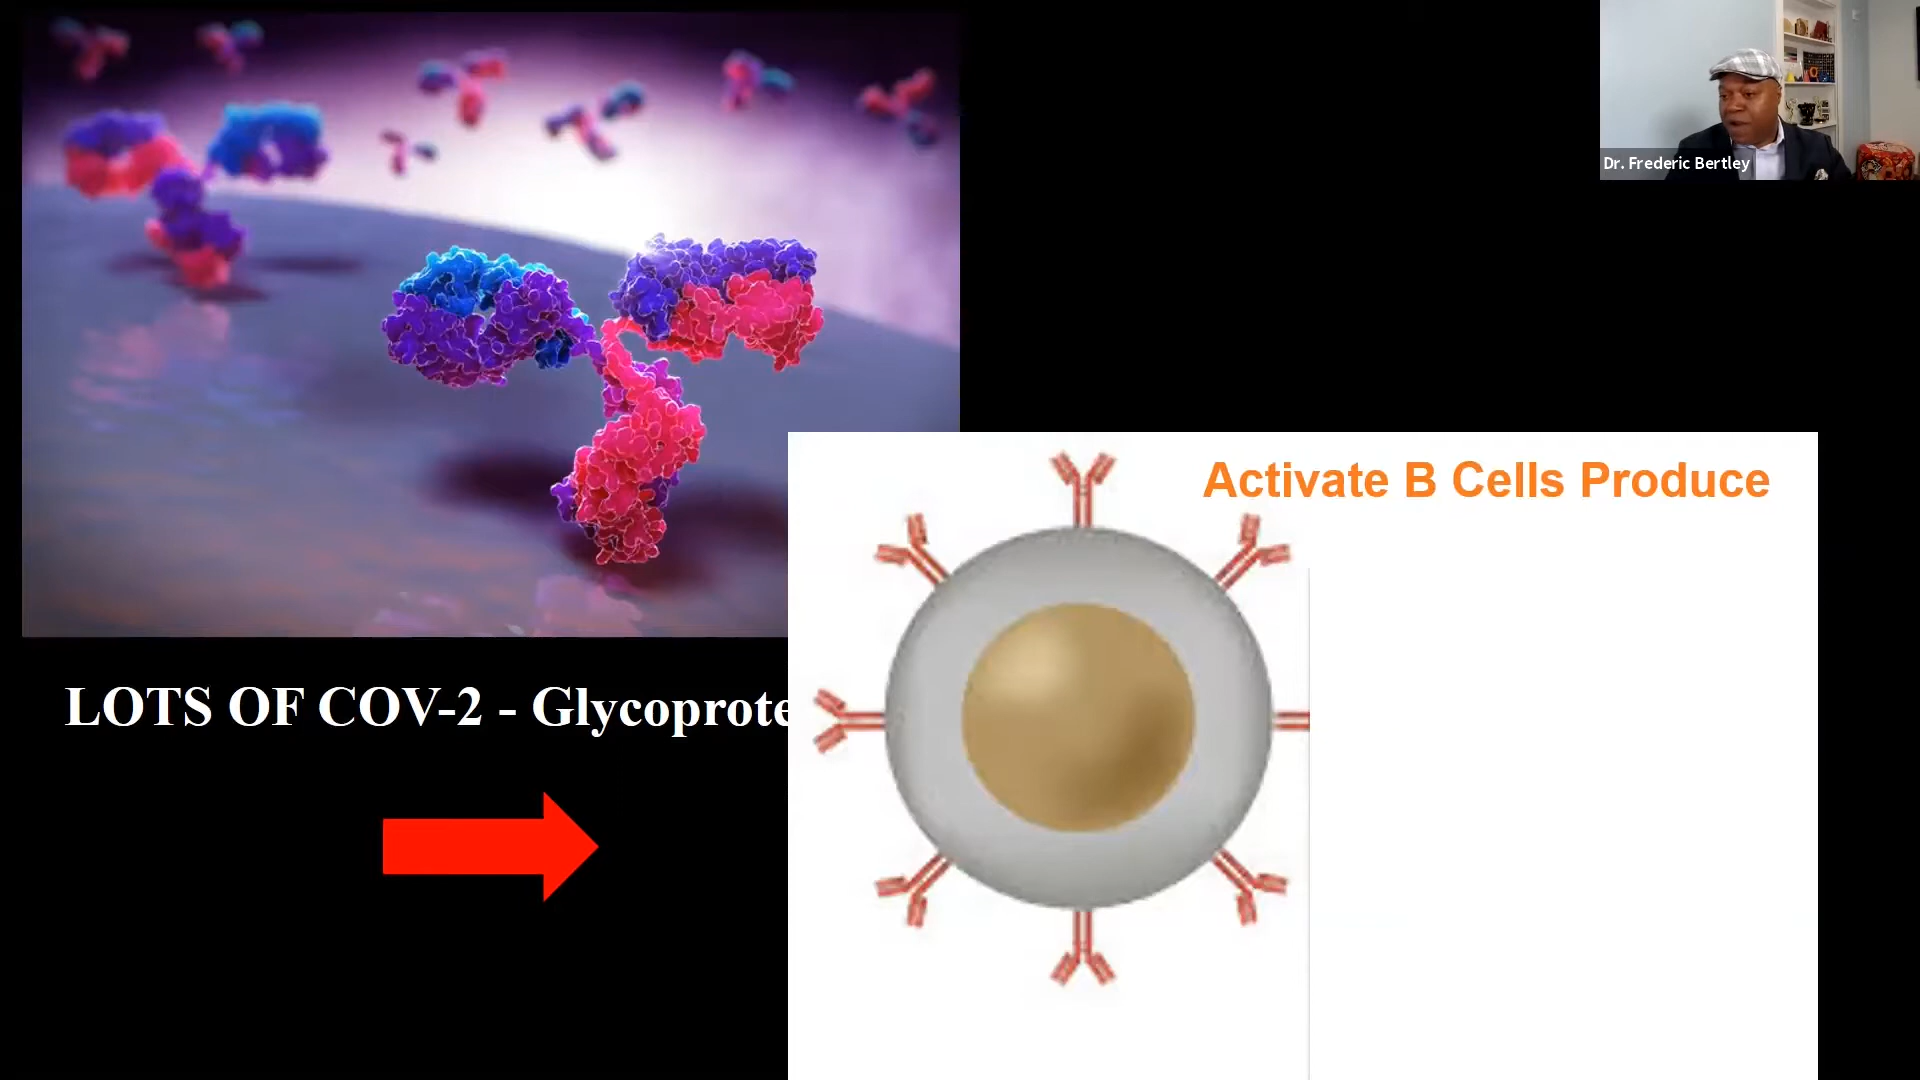 Dr. Frederic Bertley
Activate B Cells Produce
LOTS OF COV-2 - Glycoprote